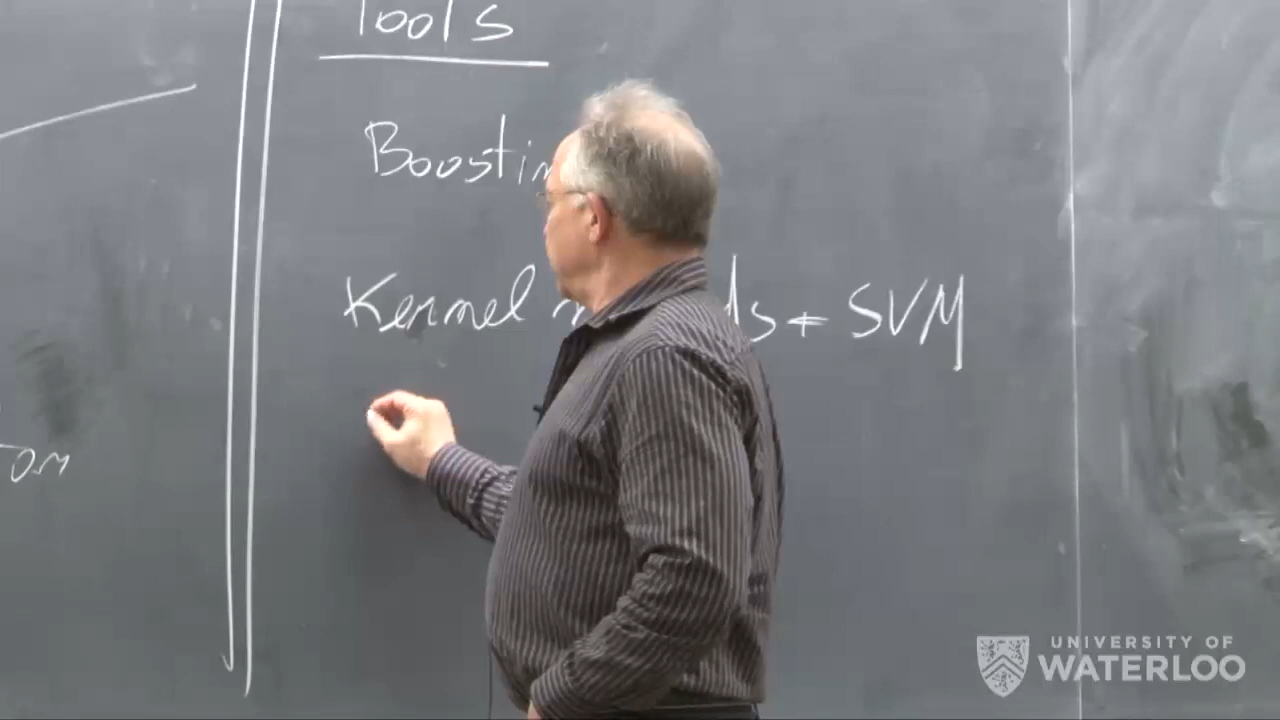 Tools
Boostin
Kernel
ds + SVM
om
UNIVERSITY OF
WATERLOO